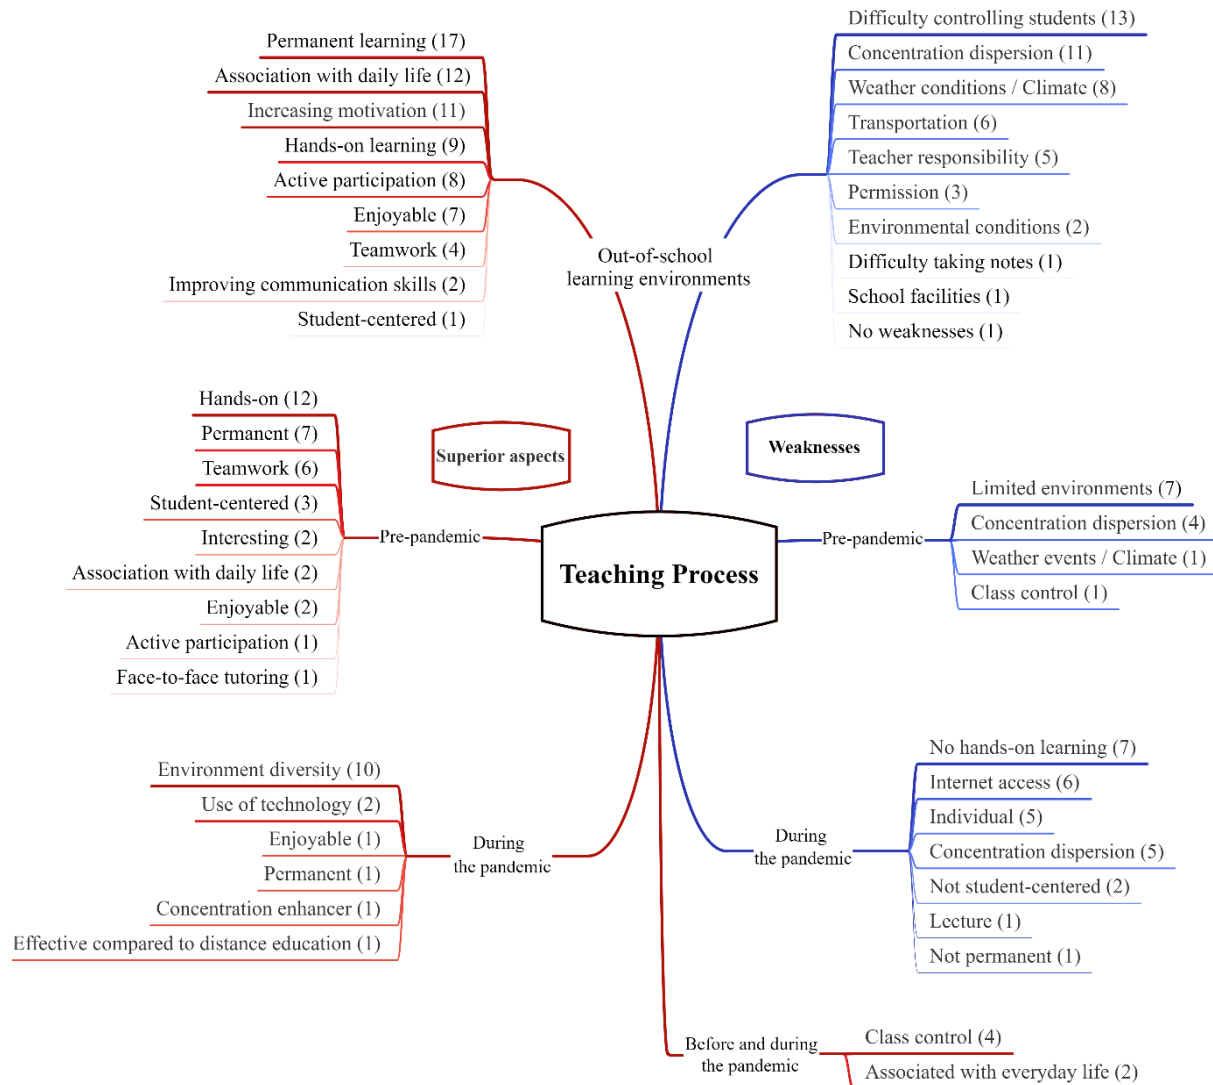 Permanent learning (17)
Association with daily life (12)
Increasing motivation (11)
Hands-on learning (9)
Active participation (8)
Enjoyable (7)
Teamwork (4)
Improving communication skills (2)
Student-centered (1)
Difficulty controlling students (13)
Concentration dispersion (11)
Weather conditions / Climate (8)
Transportation (6)
Teacher responsibility (5)
Permission (3)
Environmental conditions (2)
Difficulty taking notes (1)
School facilities (1)
No weaknesses (1)
Out-of-school
learning environments
Superior aspects
Weaknesses
Hands-on (12)
Permanent (7)
Teamwork (6)
Student-centered (3)
Interesting (2)
Association with daily life (2)
Enjoyable (2)
Active participation (1)
Face-to-face tutoring (1)
Pre-pandemic
Teaching Process
Pre-pandemic
Limited environments (7)
Concentration dispersion (4)
Weather events / Climate (1)
Class control (1)
Environment diversity (10)
Use of technology (2)
Enjoyable (1)
Permanent (1)
Concentration enhancer (1)
Effective compared to distance education (1)
During
the pandemic
During
the pandemic
No hands-on learning (7)
Internet access (6)
Individual (5)
Concentration dispersion (5)
Not student-centered (2)
Lecture (1)
Not permanent (1)
Before and during
the pandemic
Class control (4)
Associated with everyday life (2)